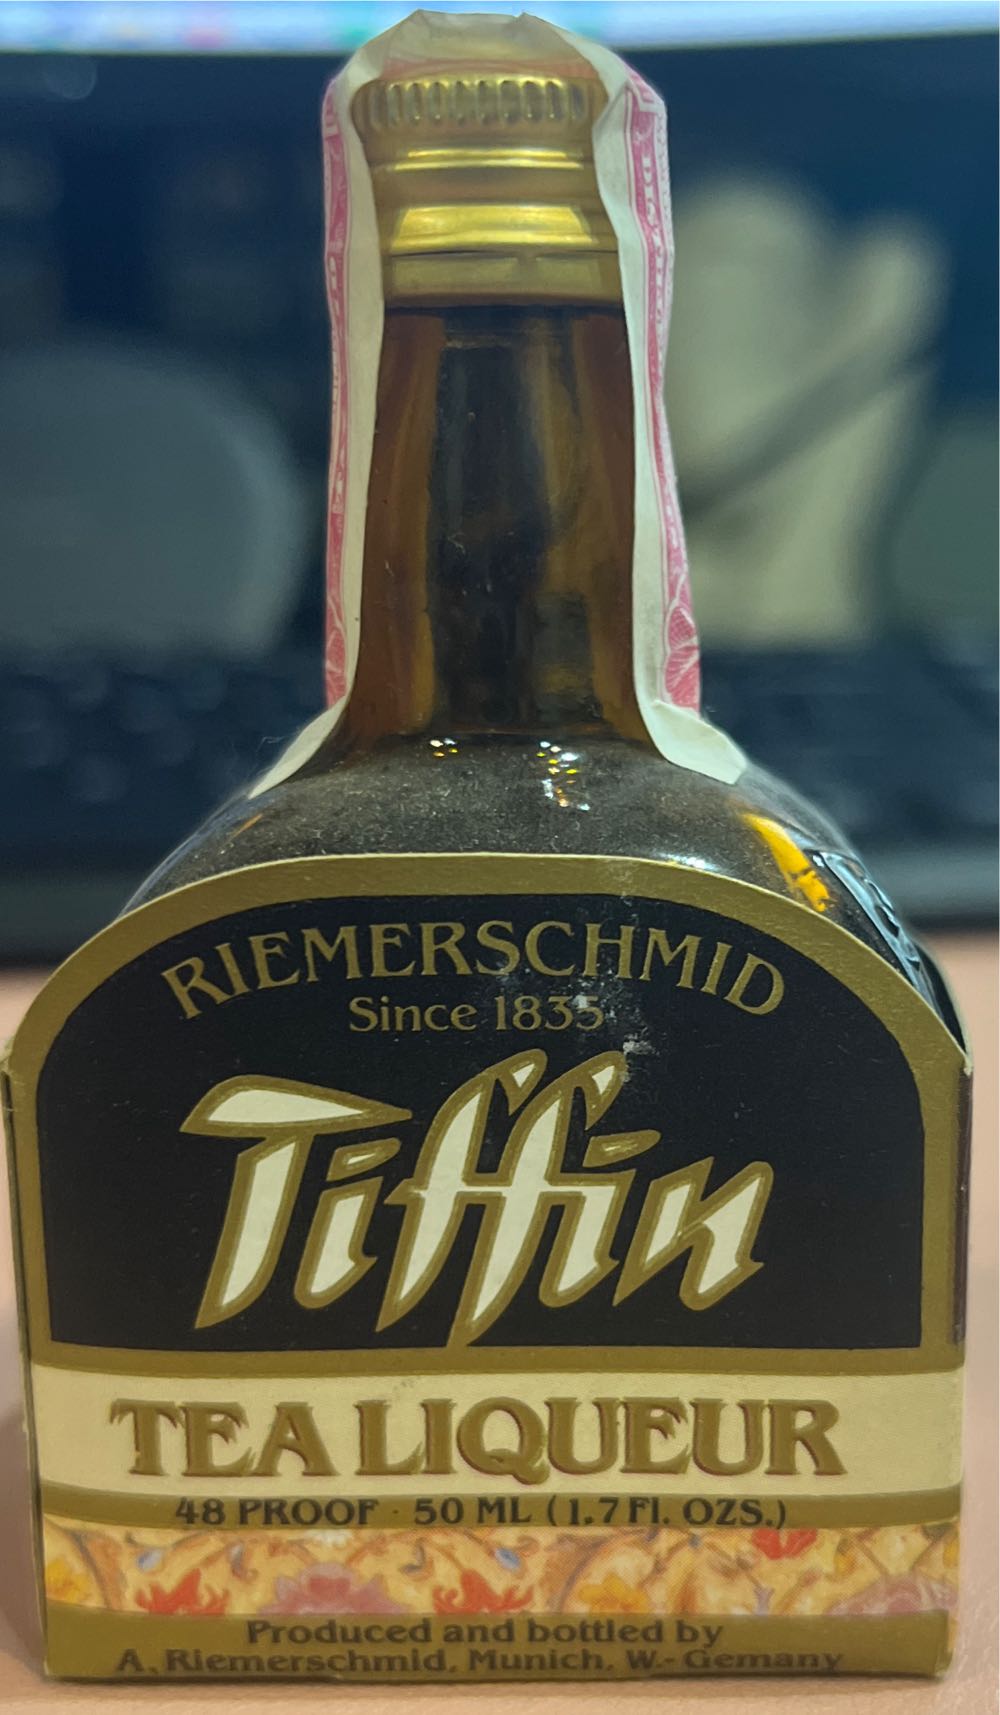 RIEMERSCHMID
Since 1835
Tiffin
TEA LIQUEUR
48 PROOF · 50 ML (1.7 Fl. OZS.)
Produced and bottled by
A. Riemerschmid, Munich, W.- Gemany